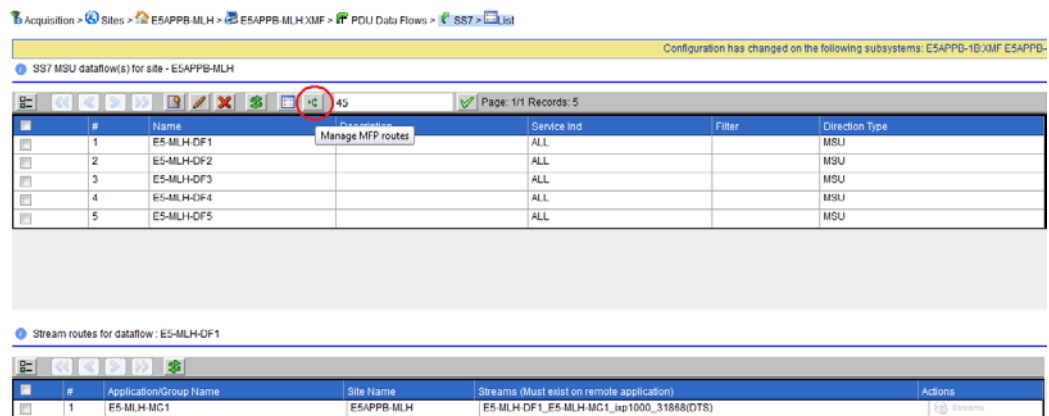 Acquisition > Sites > E5APPB-MLH > E5APPB-MLH:XMF > PDU Data Flows > SS7 > List
Configuration has changed on the following subsystems: E5APPB-1B:XMF E5APPB-
SS7 MSU dataflow(s) for site - E5APPB-MLH
45 Page: 1/1 Records: 5
# Name Description Service Ind Filter Direction Type
Manage MFP routes
1 E5-MLH-DF1 ALL MSU
2 E5-MLH-DF2 ALL MSU
3 E5-MLH-DF3 ALL MSU
4 E5-MLH-DF4 ALL MSU
5 E5-MLH-DF5 ALL MSU
Stream routes for dataflow : E5-MLH-DF1
# Application/Group Name Site Name Streams (Must exist on remote application) Actions
1 E5-MLH-MG1 E5APPB-MLH E5-MLH-DF1_E5-MLH-MG1_ixp1000_31868(DTS) Streams